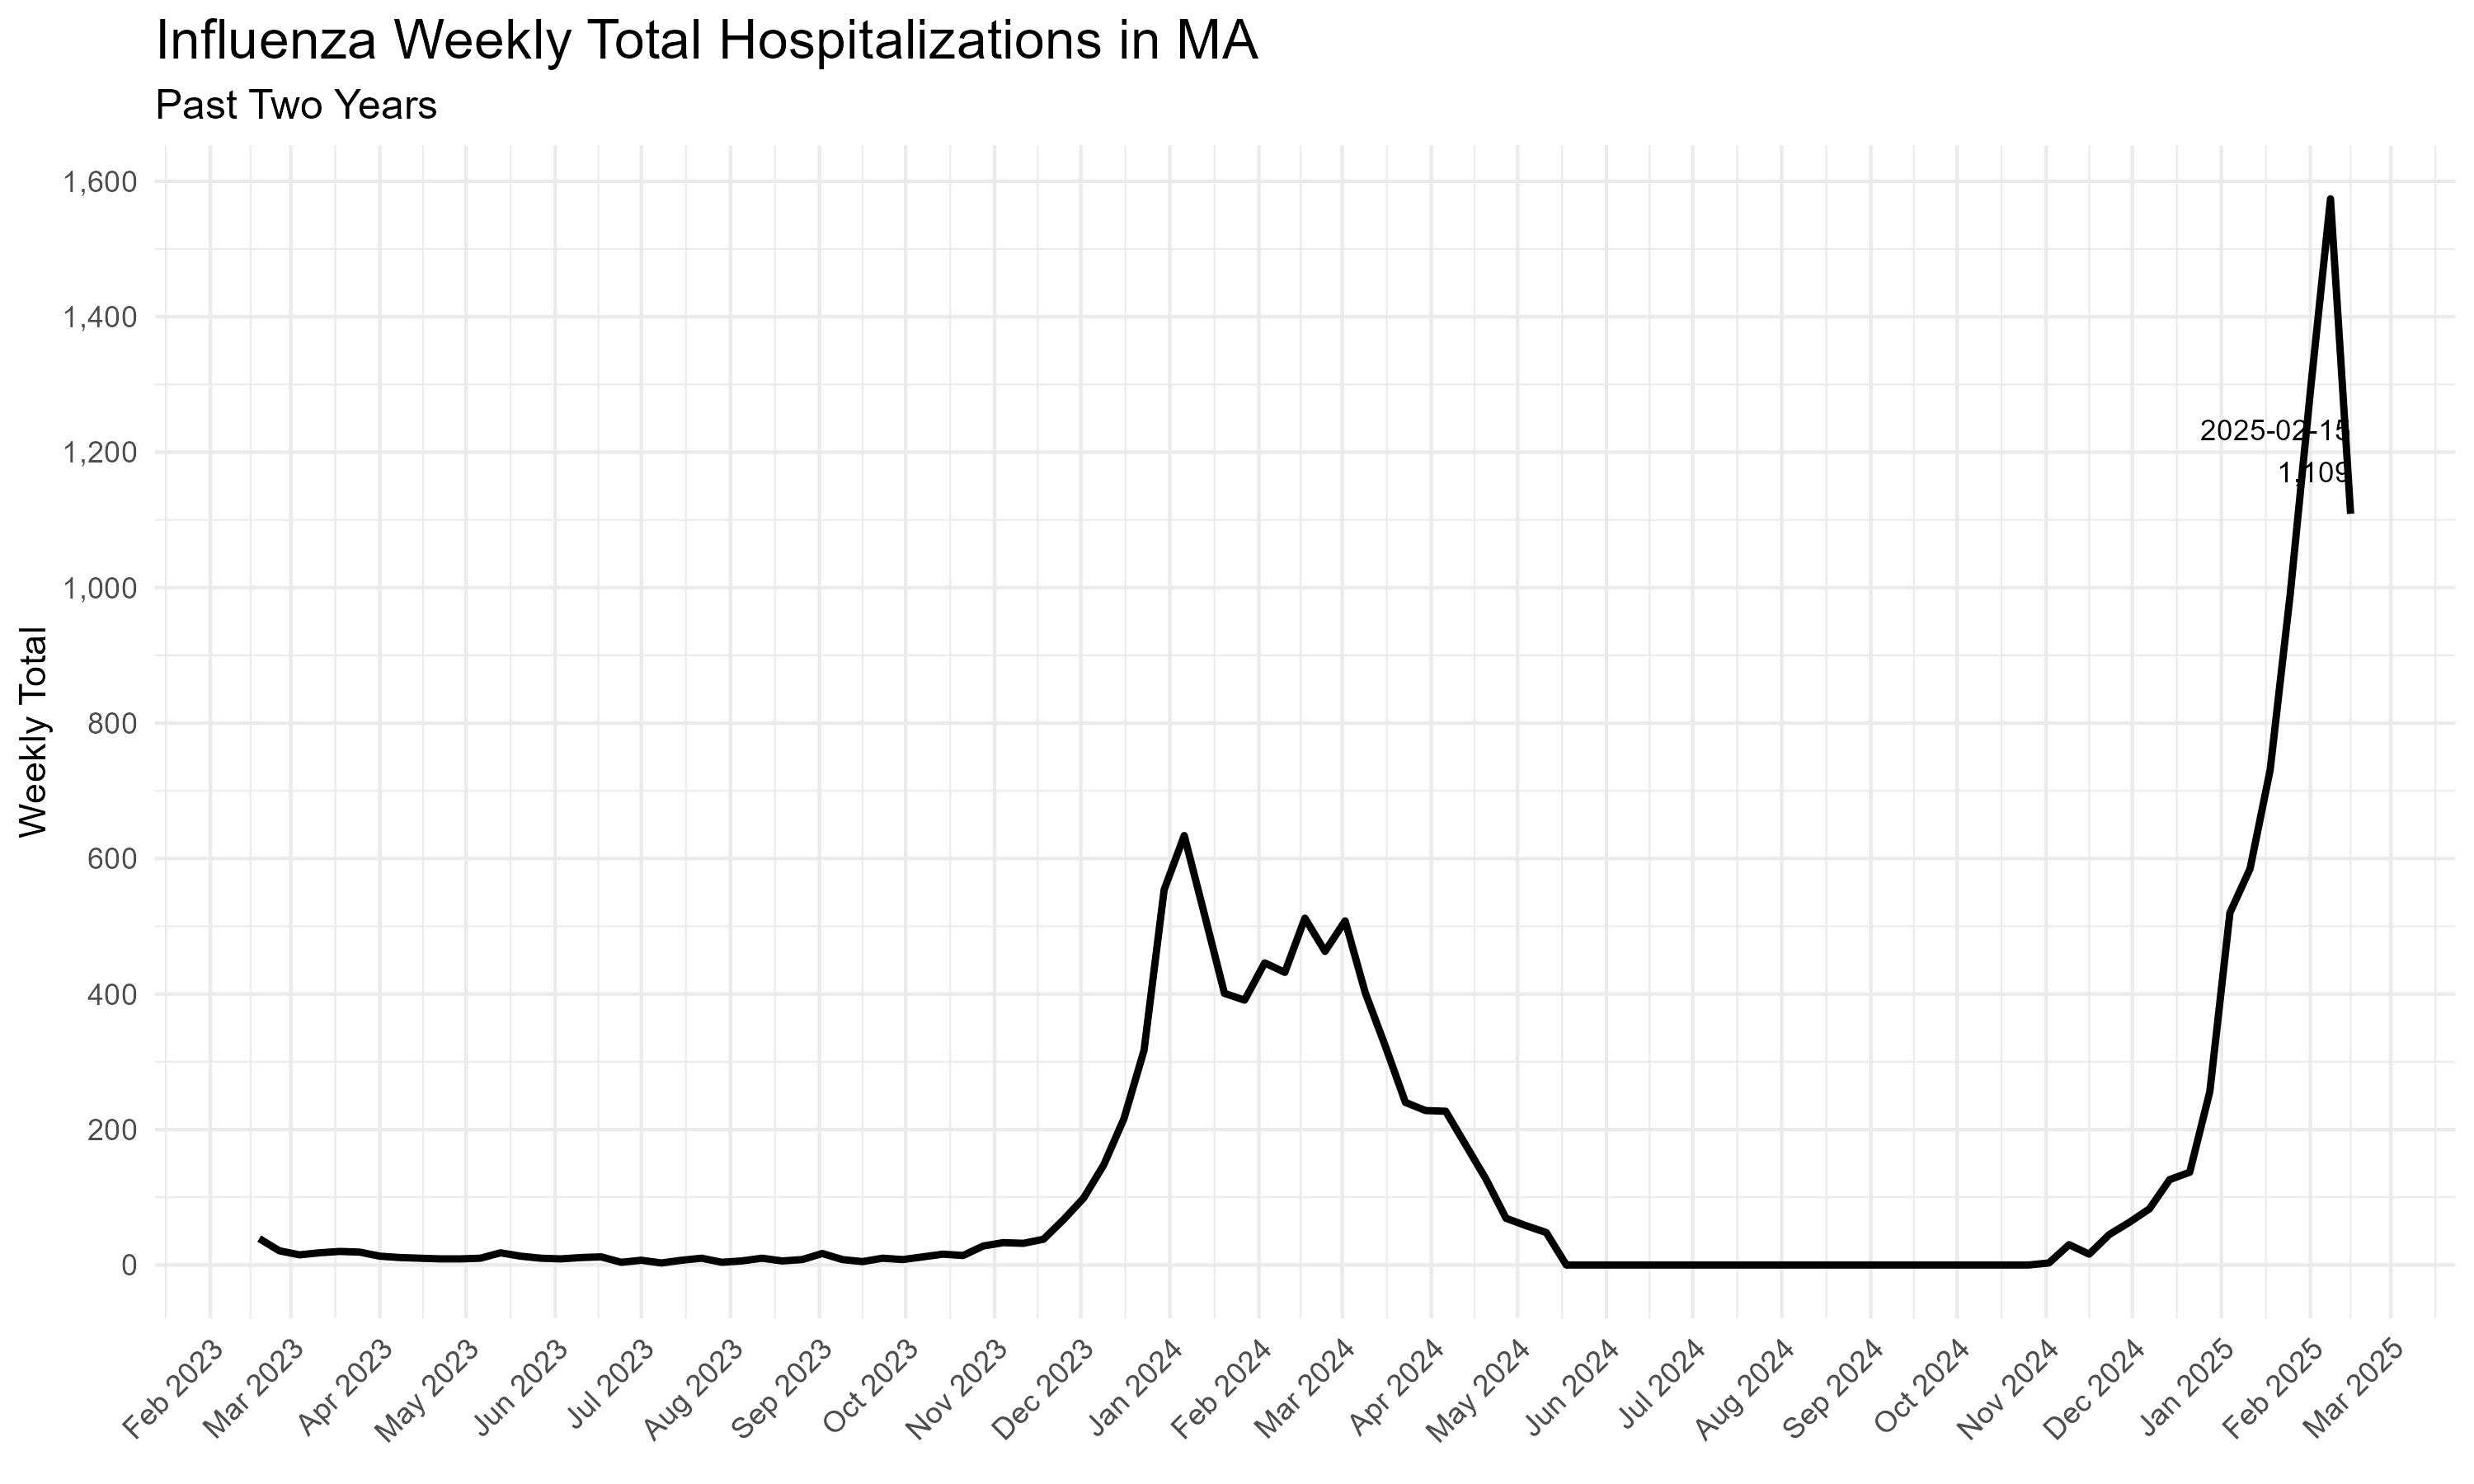 Influenza Weekly Total Hospitalizations in MA
Past Two Years
Weekly Total
1,600
1,400
1,200
1,000
800
600
400
200
0
2025-02-15
1,109
Feb 2023
Mar 2023
Apr 2023
May 2023
Jun 2023
Jul 2023
Aug 2023
Sep 2023
Oct 2023
Nov 2023
Dec 2023
Jan 2024
Feb 2024
Mar 2024
Apr 2024
May 2024
Jun 2024
Jul 2024
Aug 2024
Sep 2024
Oct 2024
Nov 2024
Dec 2024
Jan 2025
Feb 2025
Mar 2025